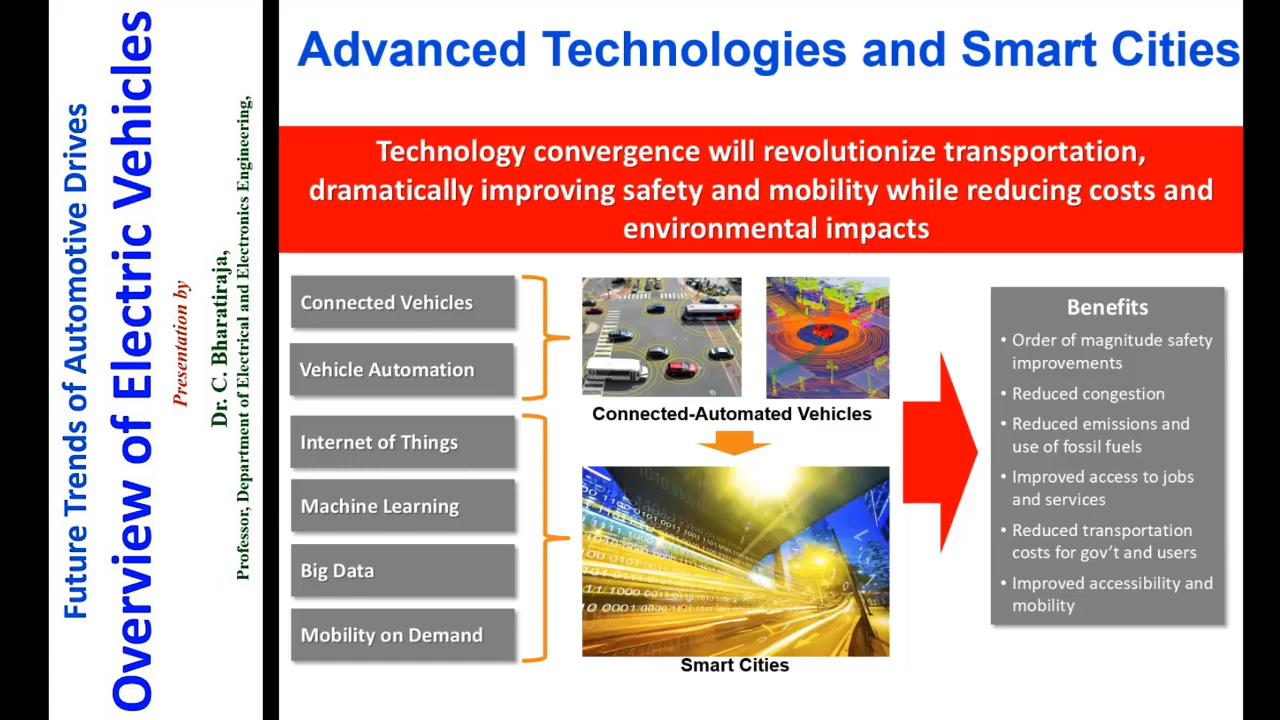 Future Trends of Automotive Drives
Overview of Electric Vehicles
Presentation by
Dr. C. Bharatiraja,
Professor, Department of Electrical and Electronics Engineering,
Advanced Technologies and Smart Cities
Technology convergence will revolutionize transportation,
dramatically improving safety and mobility while reducing costs and
environmental impacts
Connected Vehicles
Vehicle Automation
Internet of Things
Machine Learning
Big Data
Mobility on Demand
Connected-Automated Vehicles
Smart Cities
Benefits
• Order of magnitude safety
improvements
• Reduced congestion
• Reduced emissions and
use of fossil fuels
• Improved access to jobs
and services
• Reduced transportation
costs for gov’t and users
• Improved accessibility and
mobility